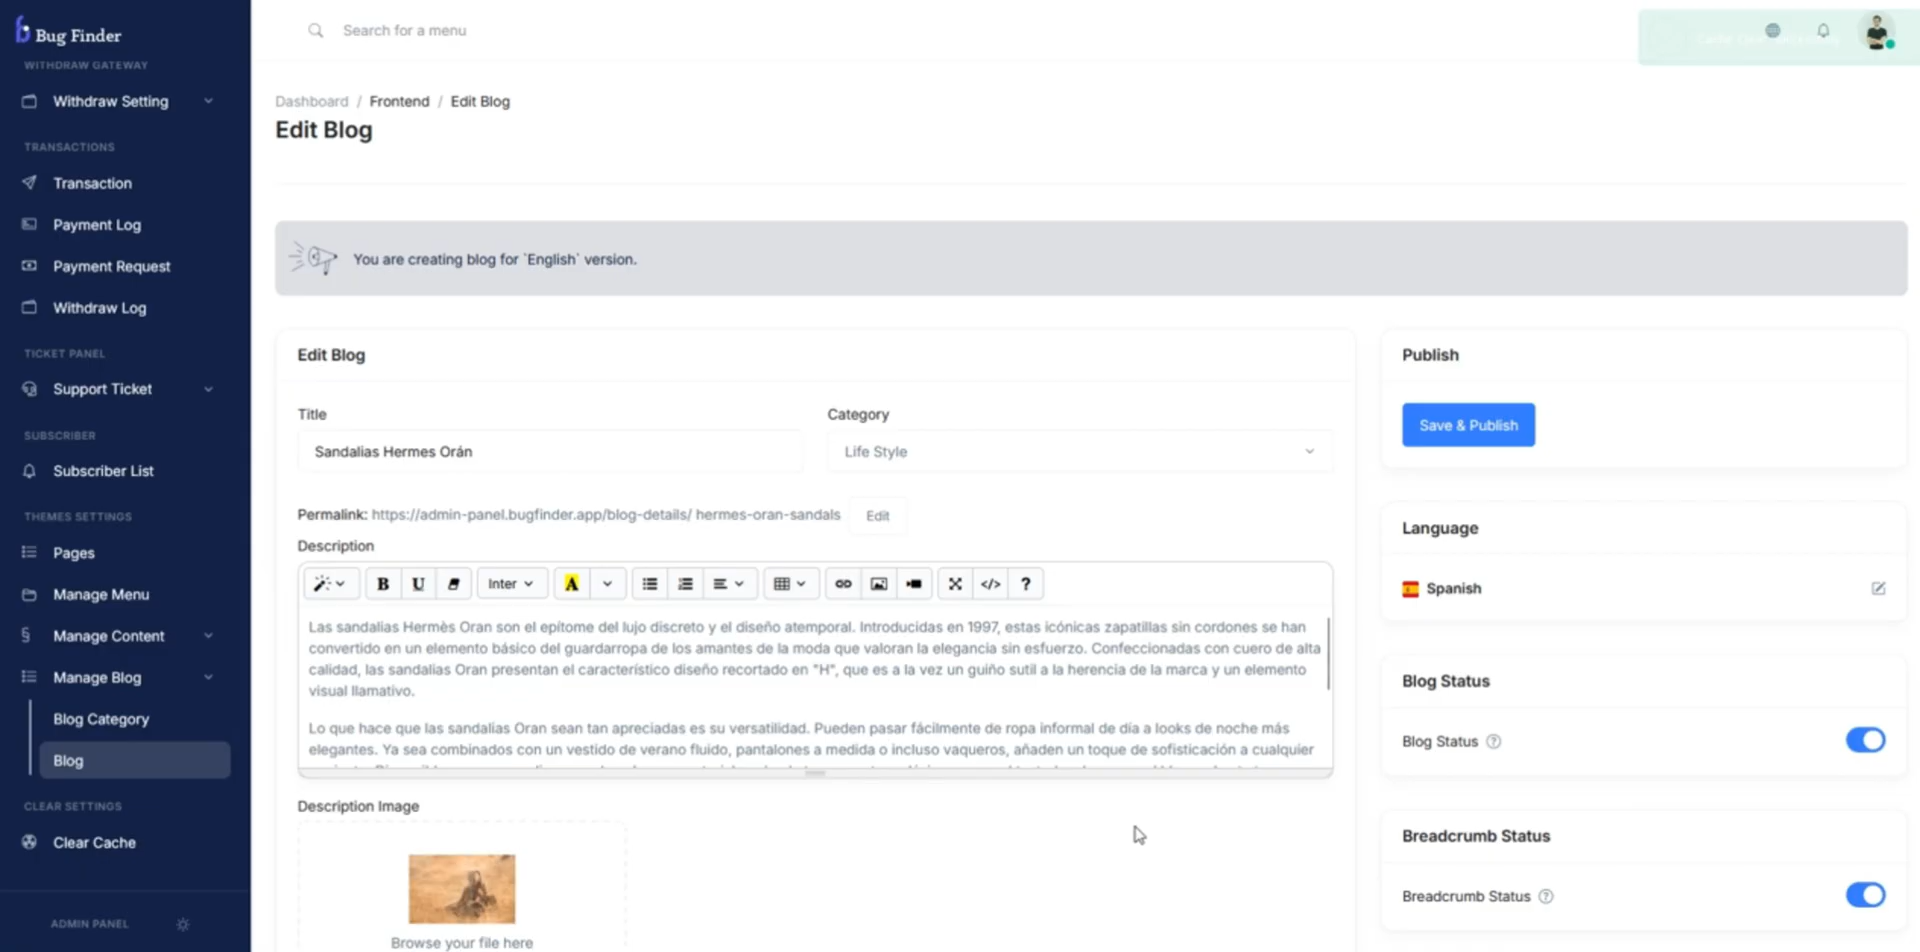 Bug Finder
WITHDRAW GATEWAY
Withdraw Setting
TRANSACTIONS
Transaction
Payment Log
Payment Request
Withdraw Log
TICKET PANEL
Support Ticket
SUBSCRIBER
Subscriber List
THEMES SETTINGS
Pages
Manage Menu
Manage Content
Manage Blog
Blog Category
Blog
CLEAR SETTINGS
Clear Cache
ADMIN PANEL
Search for a menu
Dashboard / Frontend / Edit Blog
Edit Blog
You are creating blog for `English` version.
Edit Blog
Title
Sandalias Hermes Orán
Category
Life Style
Permalink: https://admin-panel.bugfinder.app/blog-details/ hermes-oran-sandals
Edit
Description
B U Inter A </> ?
Las sandalias Hermès Oran son el epítome del lujo discreto y el diseño atemporal. Introducidas en 1997, estas icónicas zapatillas sin cordones se han
convertido en un elemento básico del guardarropa de los amantes de la moda que valoran la elegancia sin esfuerzo. Confeccionadas con cuero de alta
calidad, las sandalias Oran presentan el característico diseño recortado en "H", que es a la vez un guiño sutil a la herencia de la marca y un elemento
visual llamativo.
Lo que hace que las sandalias Oran sean tan apreciadas es su versatilidad. Pueden pasar fácilmente de ropa informal de día a looks de noche más
elegantes. Ya sea combinados con un vestido de verano fluido, pantalones a medida o incluso vaqueros, añaden un toque de sofisticación a cualquier
Description Image
Browse your file here
Publish
Save & Publish
Language
Spanish
Blog Status
Blog Status ?
Breadcrumb Status
Breadcrumb Status ?